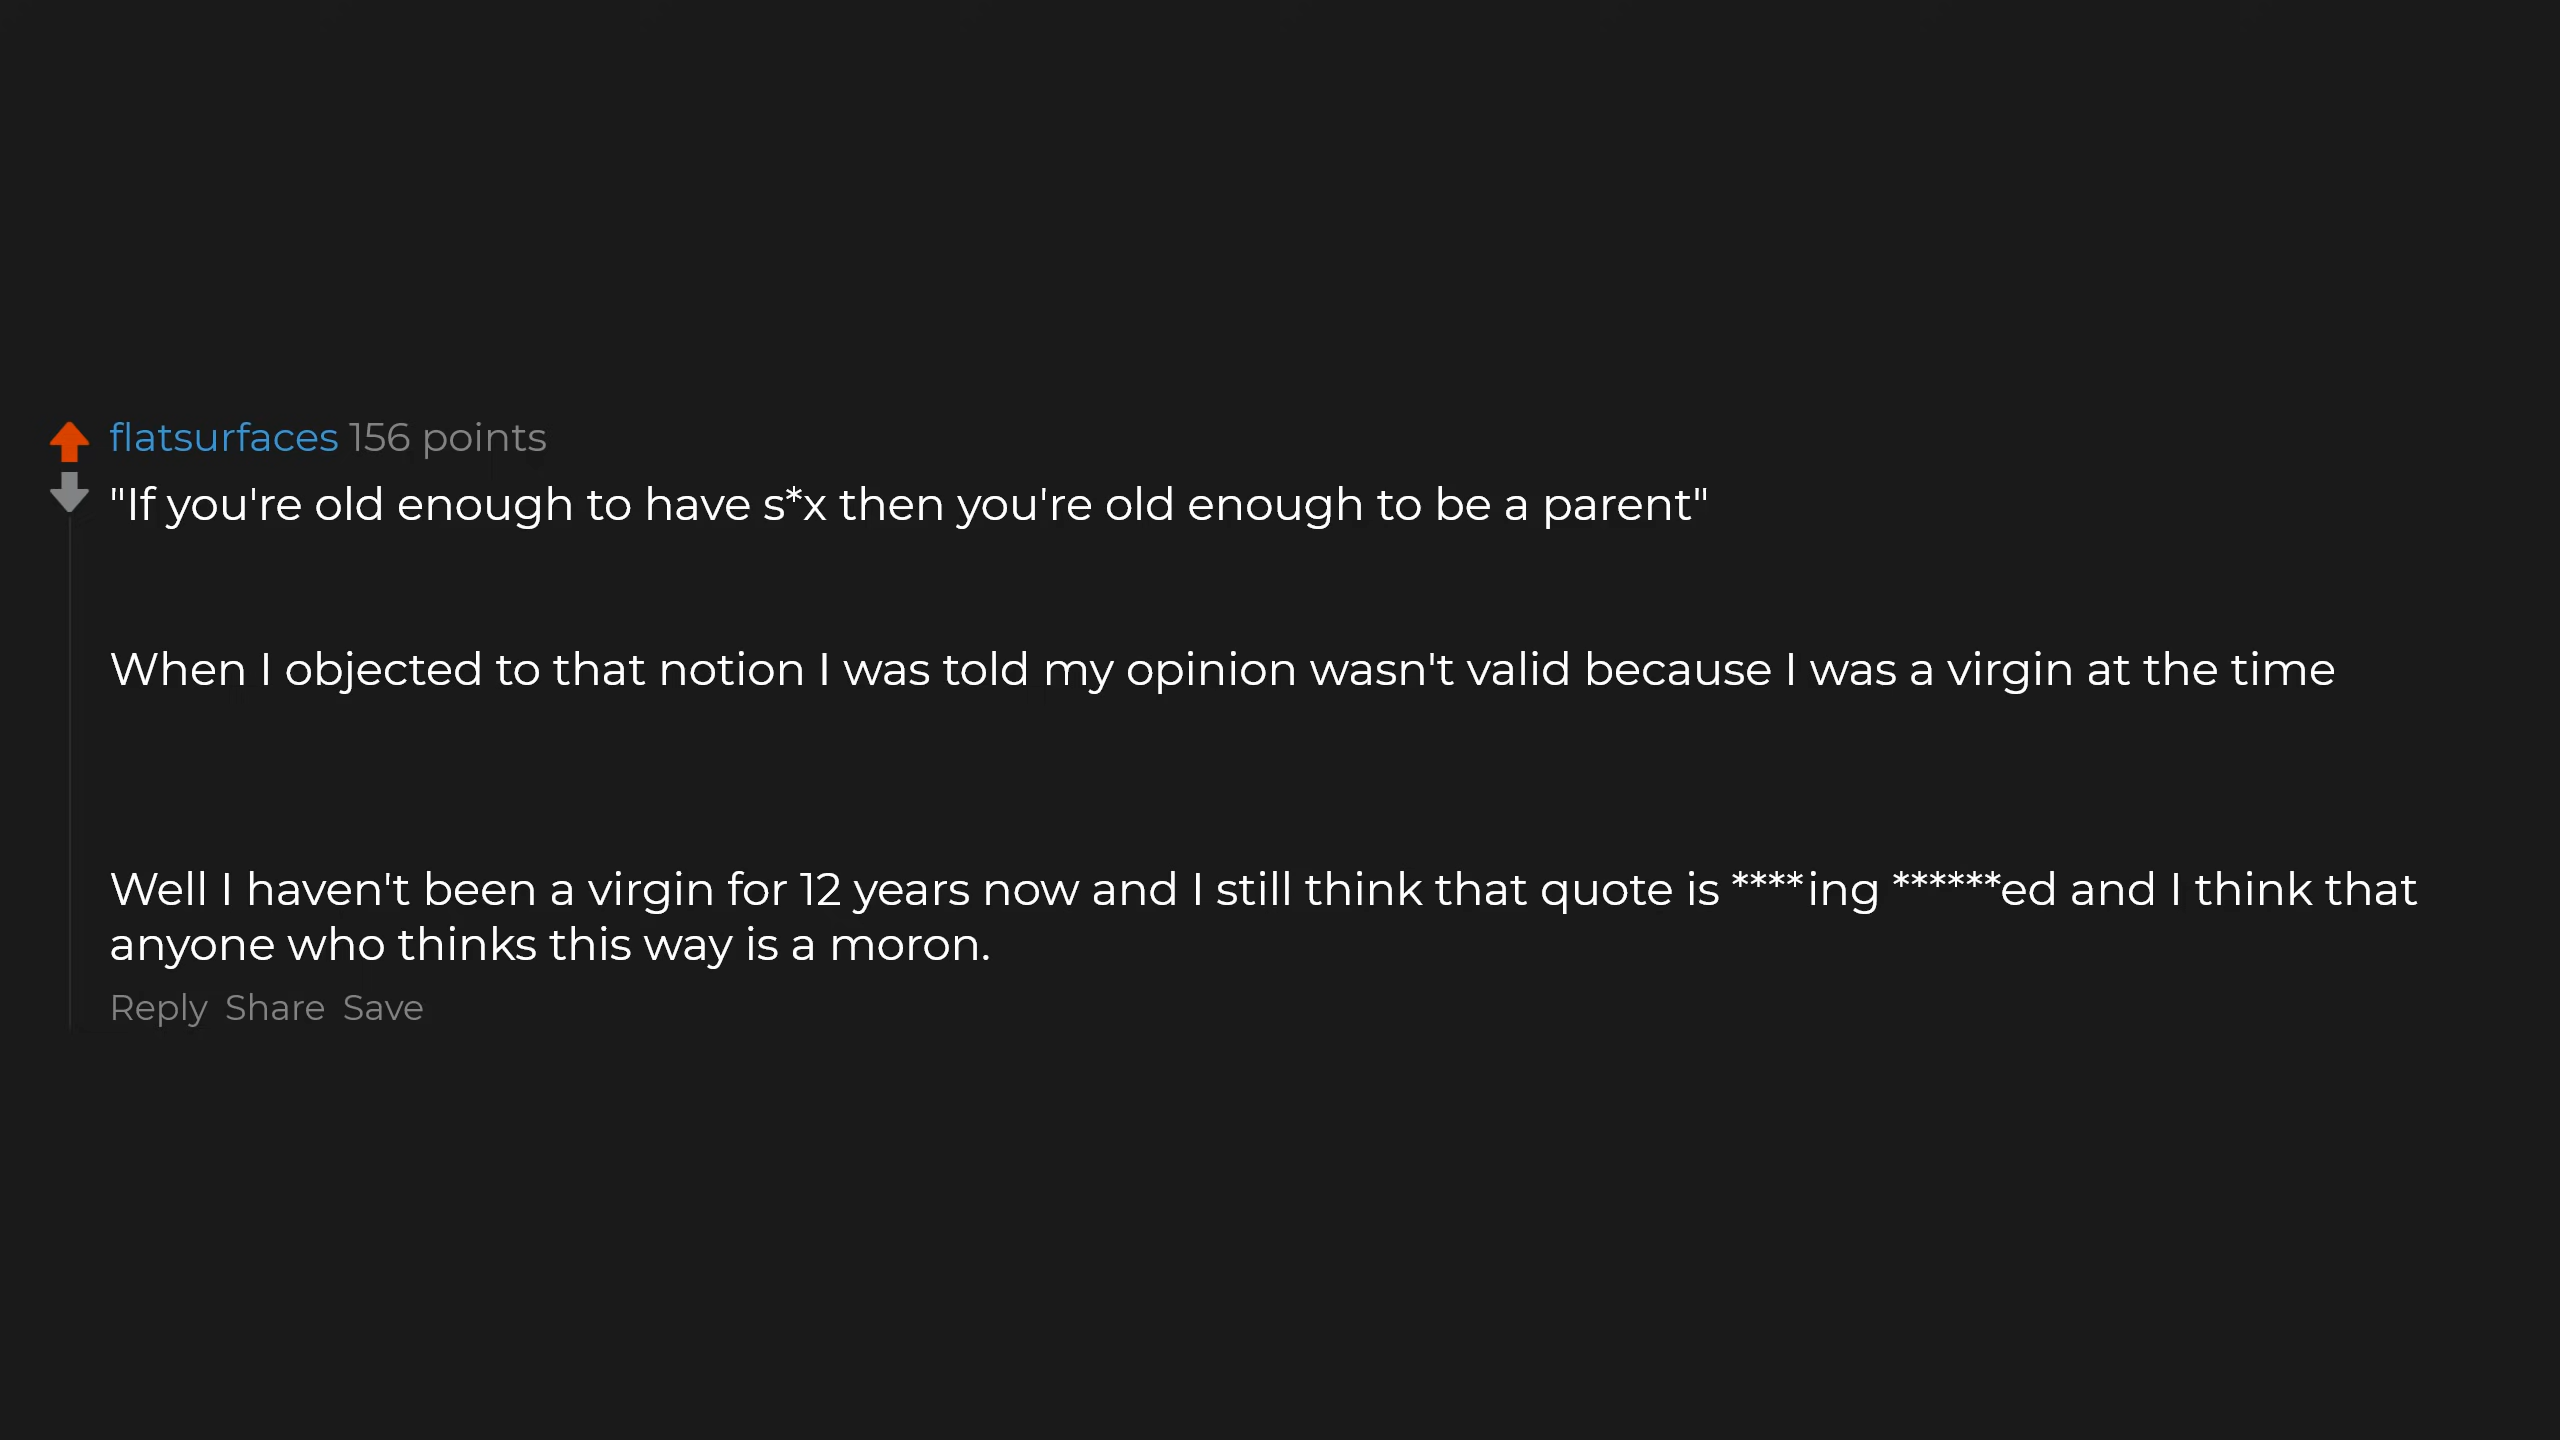 flatsurfaces 156 points
"If you're old enough to have s*x then you're old enough to be a parent"
When I objected to that notion I was told my opinion wasn't valid because I was a virgin at the time
Well I haven't been a virgin for 12 years now and I still think that quote is ****ing ******ed and I think that
anyone who thinks this way is a moron.
Reply Share Save